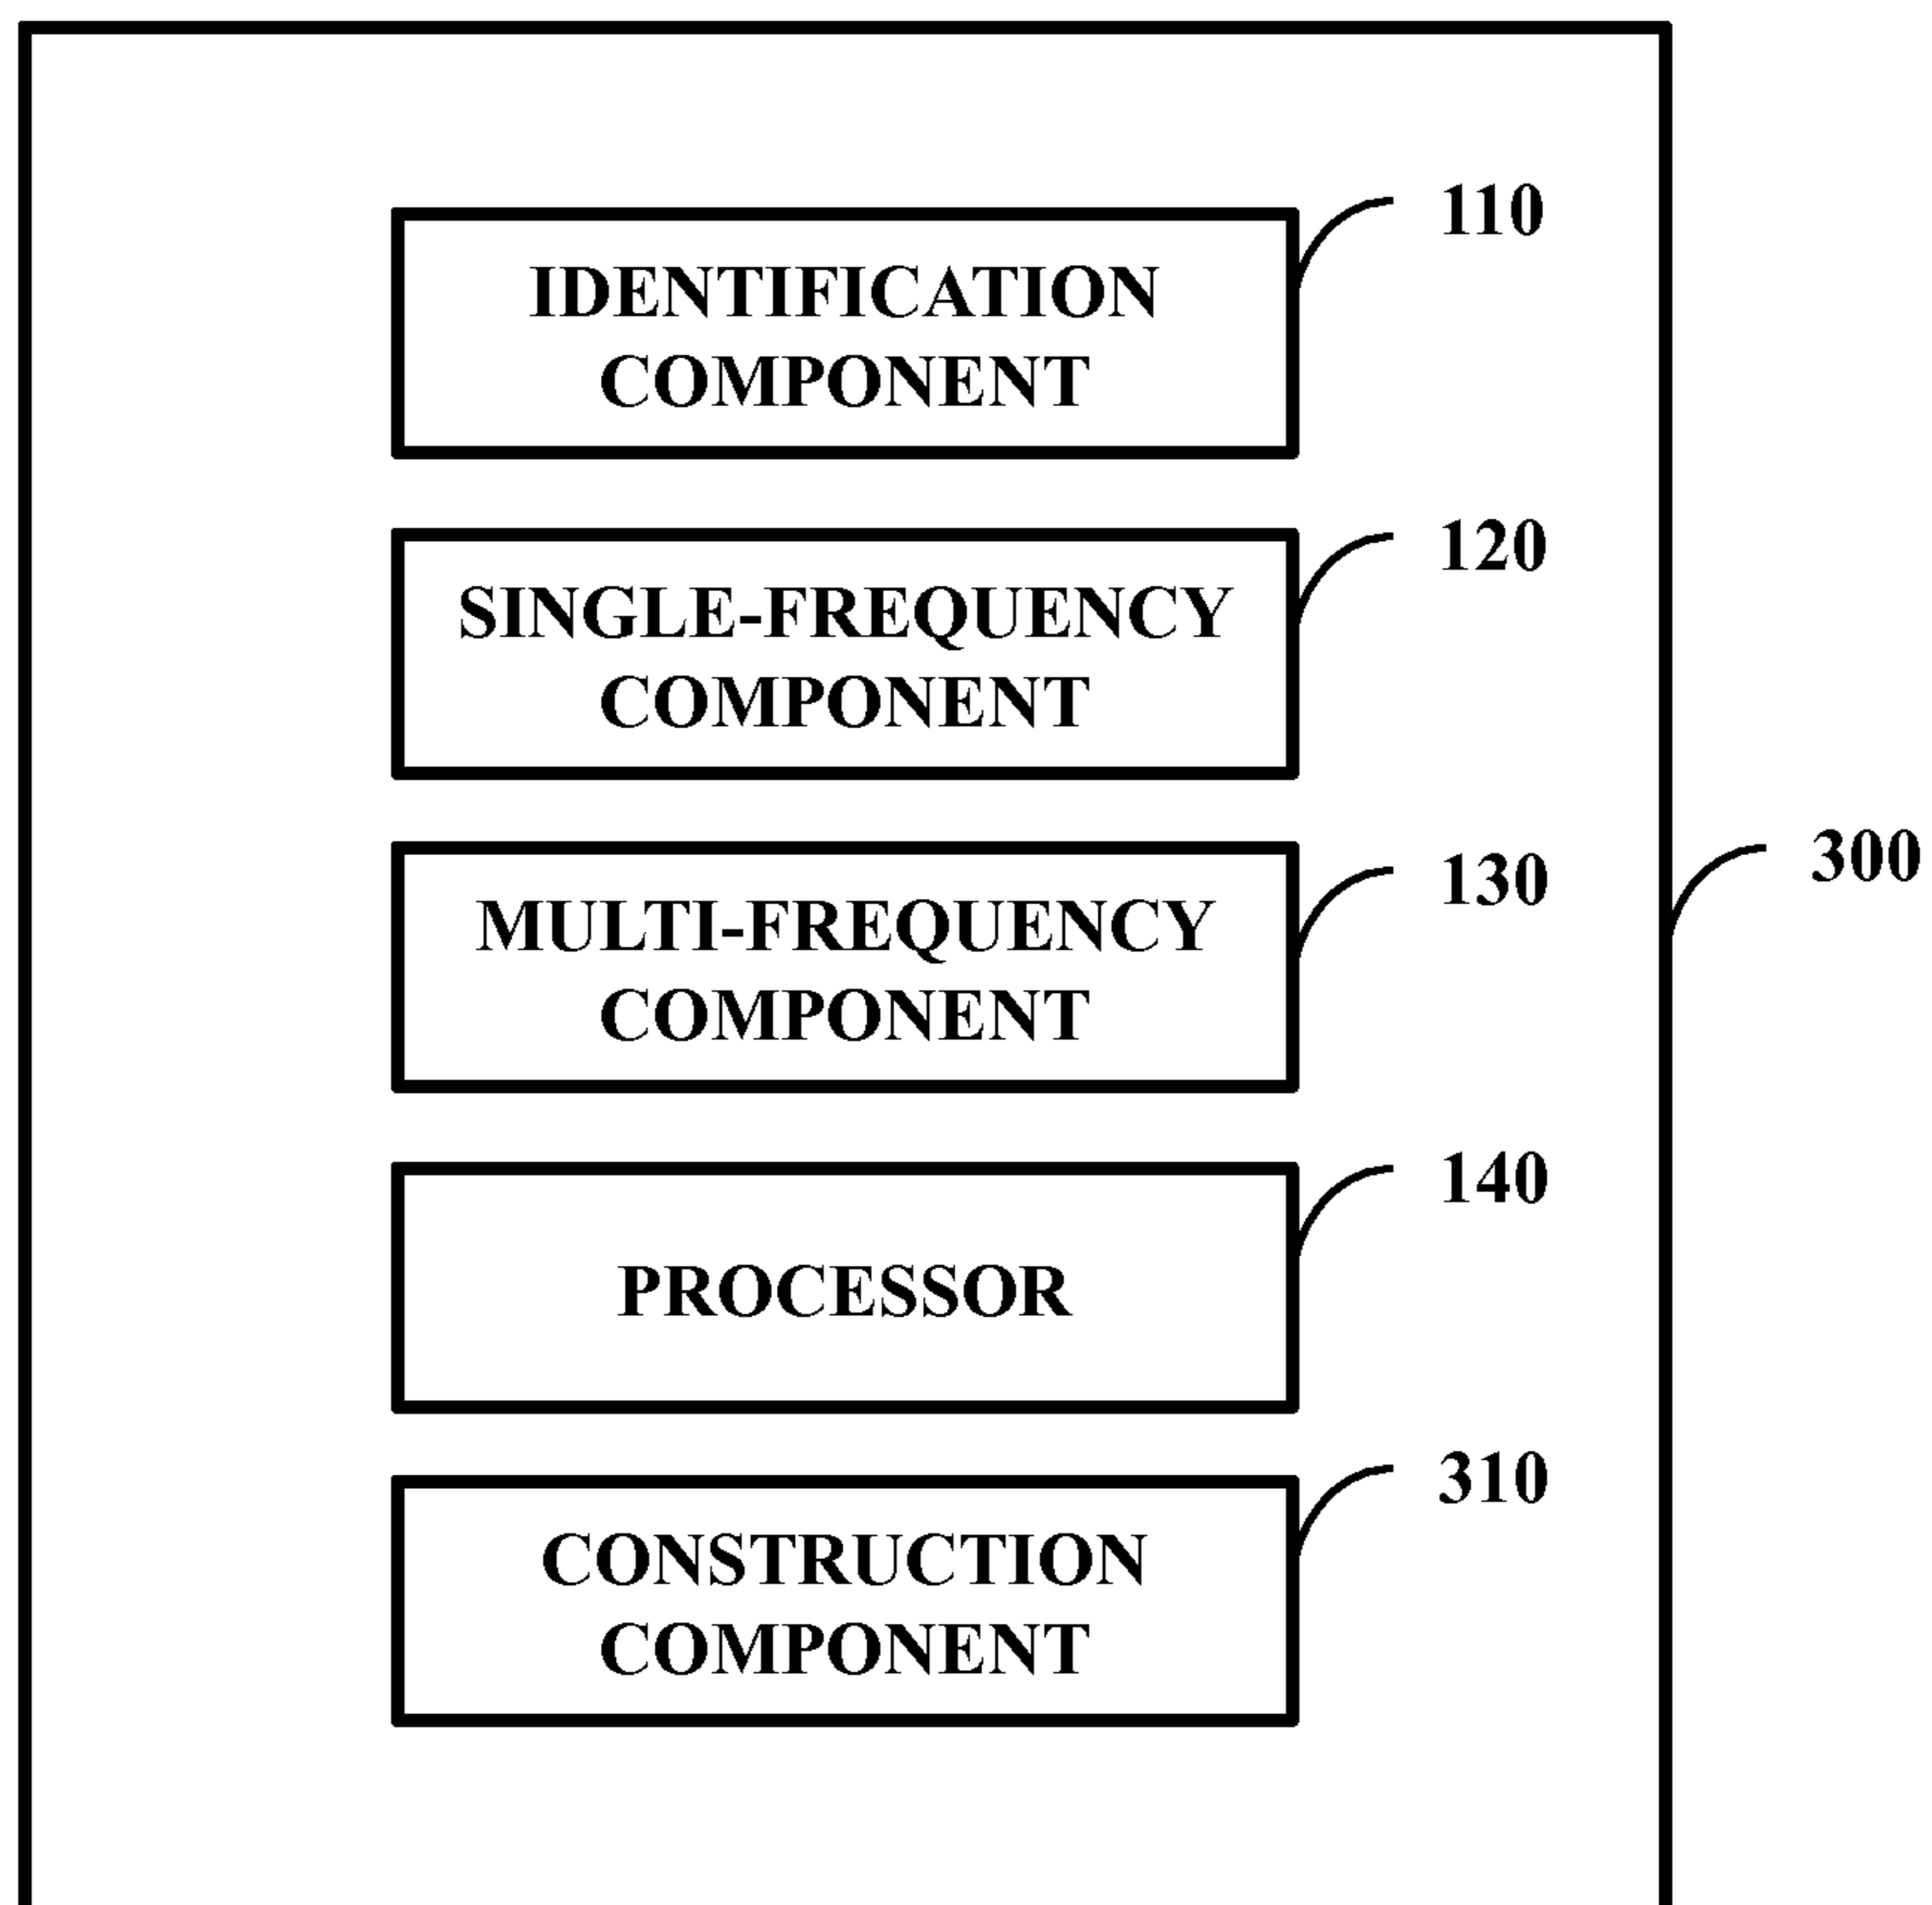 110
IDENTIFICATION
COMPONENT
120
SINGLE-FREQUENCY
COMPONENT
300
130
MULTI-FREQUENCY
COMPONENT
140
PROCESSOR
310
CONSTRUCTION
COMPONENT